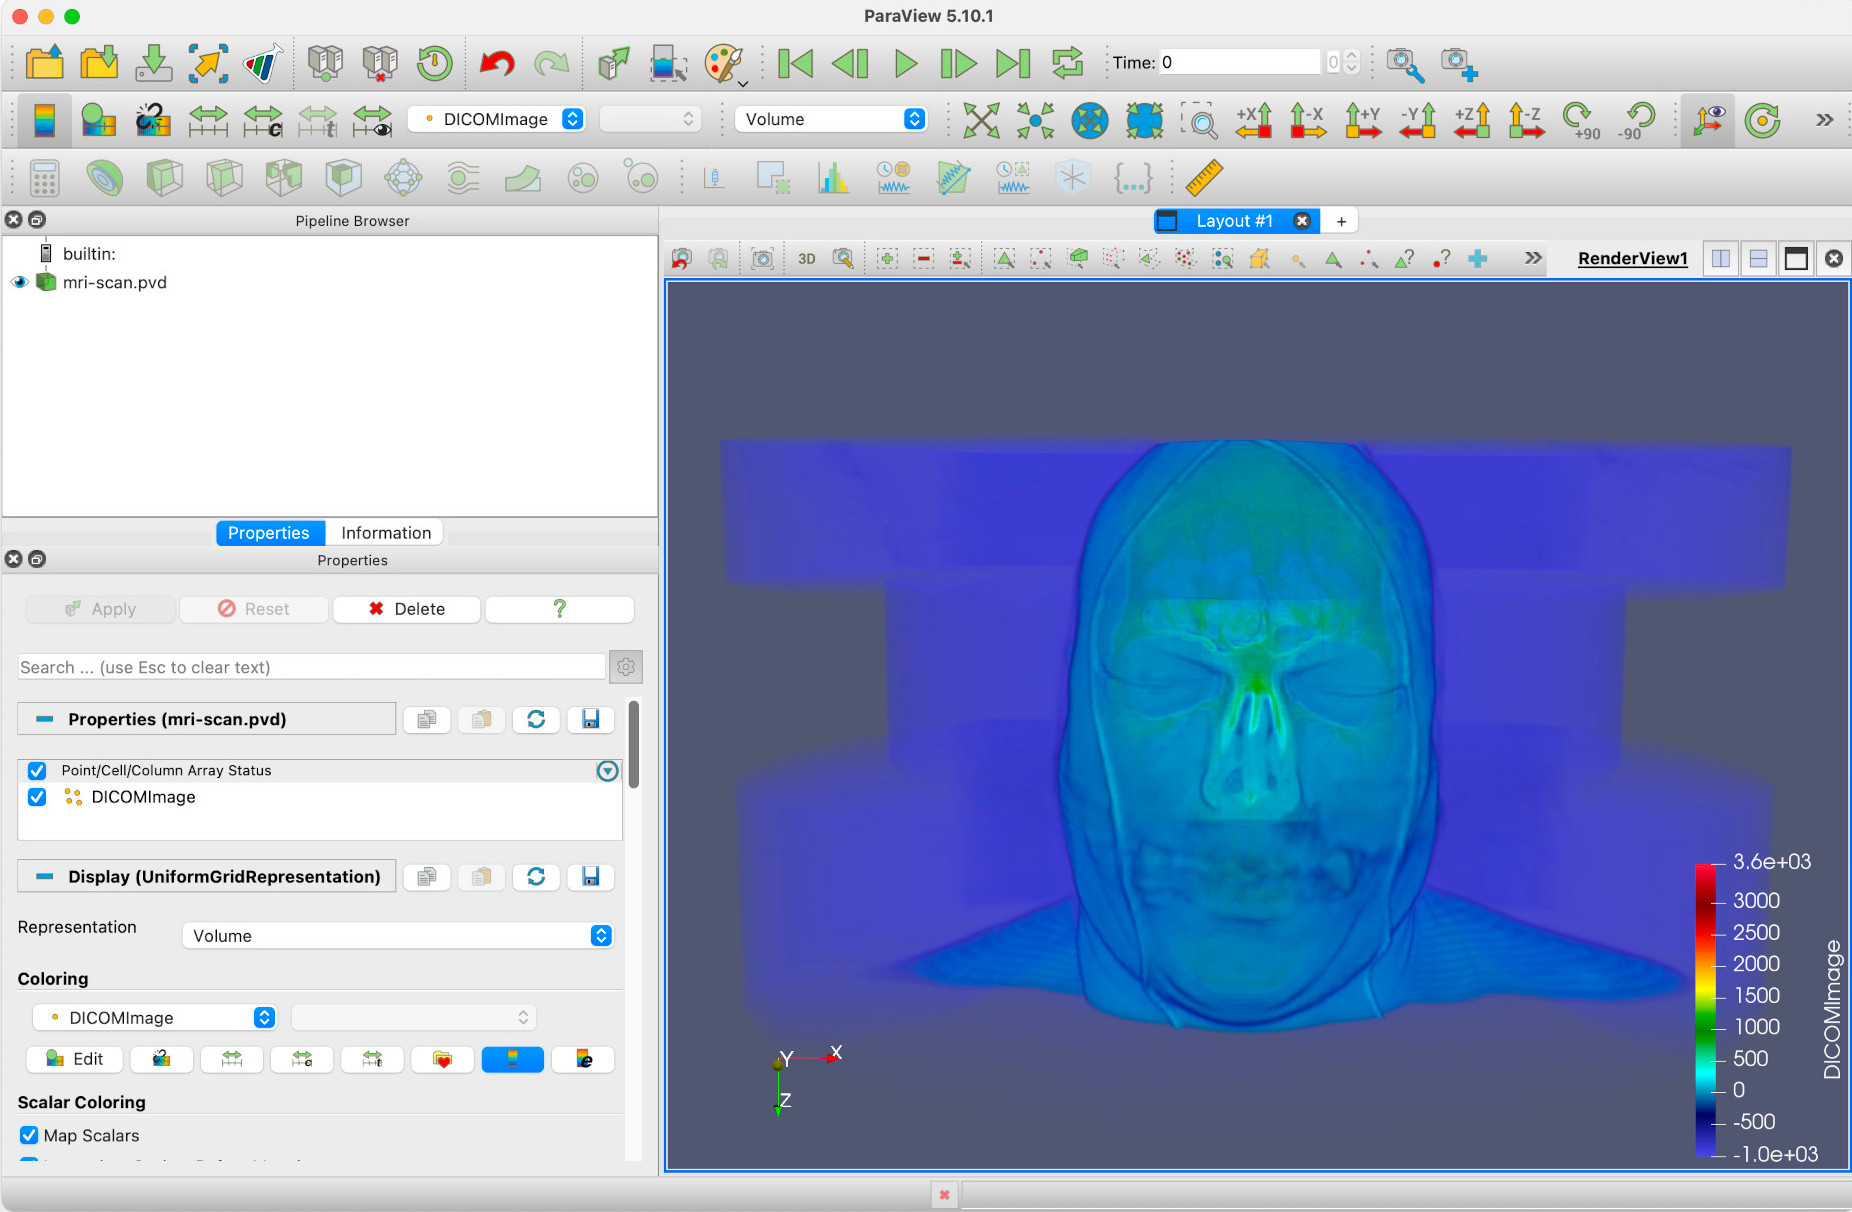 ParaView 5.10.1
Time: 0
0
DICOMImage
Volume
+X
-X
+Y
-Y
+Z
-Z
+90
-90
Pipeline Browser
Layout #1
+
builtin:
mri-scan.pvd
3D
RenderView1
Properties
Information
Properties
Apply
Reset
Delete
?
Search ... (use Esc to clear text)
Properties (mri-scan.pvd)
Point/Cell/Column Array Status
DICOMImage
Display (UniformGridRepresentation)
Representation
Volume
Coloring
DICOMImage
Edit
Scalar Coloring
Map Scalars
Y
X
Z
3.6e+03
3000
2500
2000
1500
1000
500
0
-500
-1.0e+03
DICOMImage